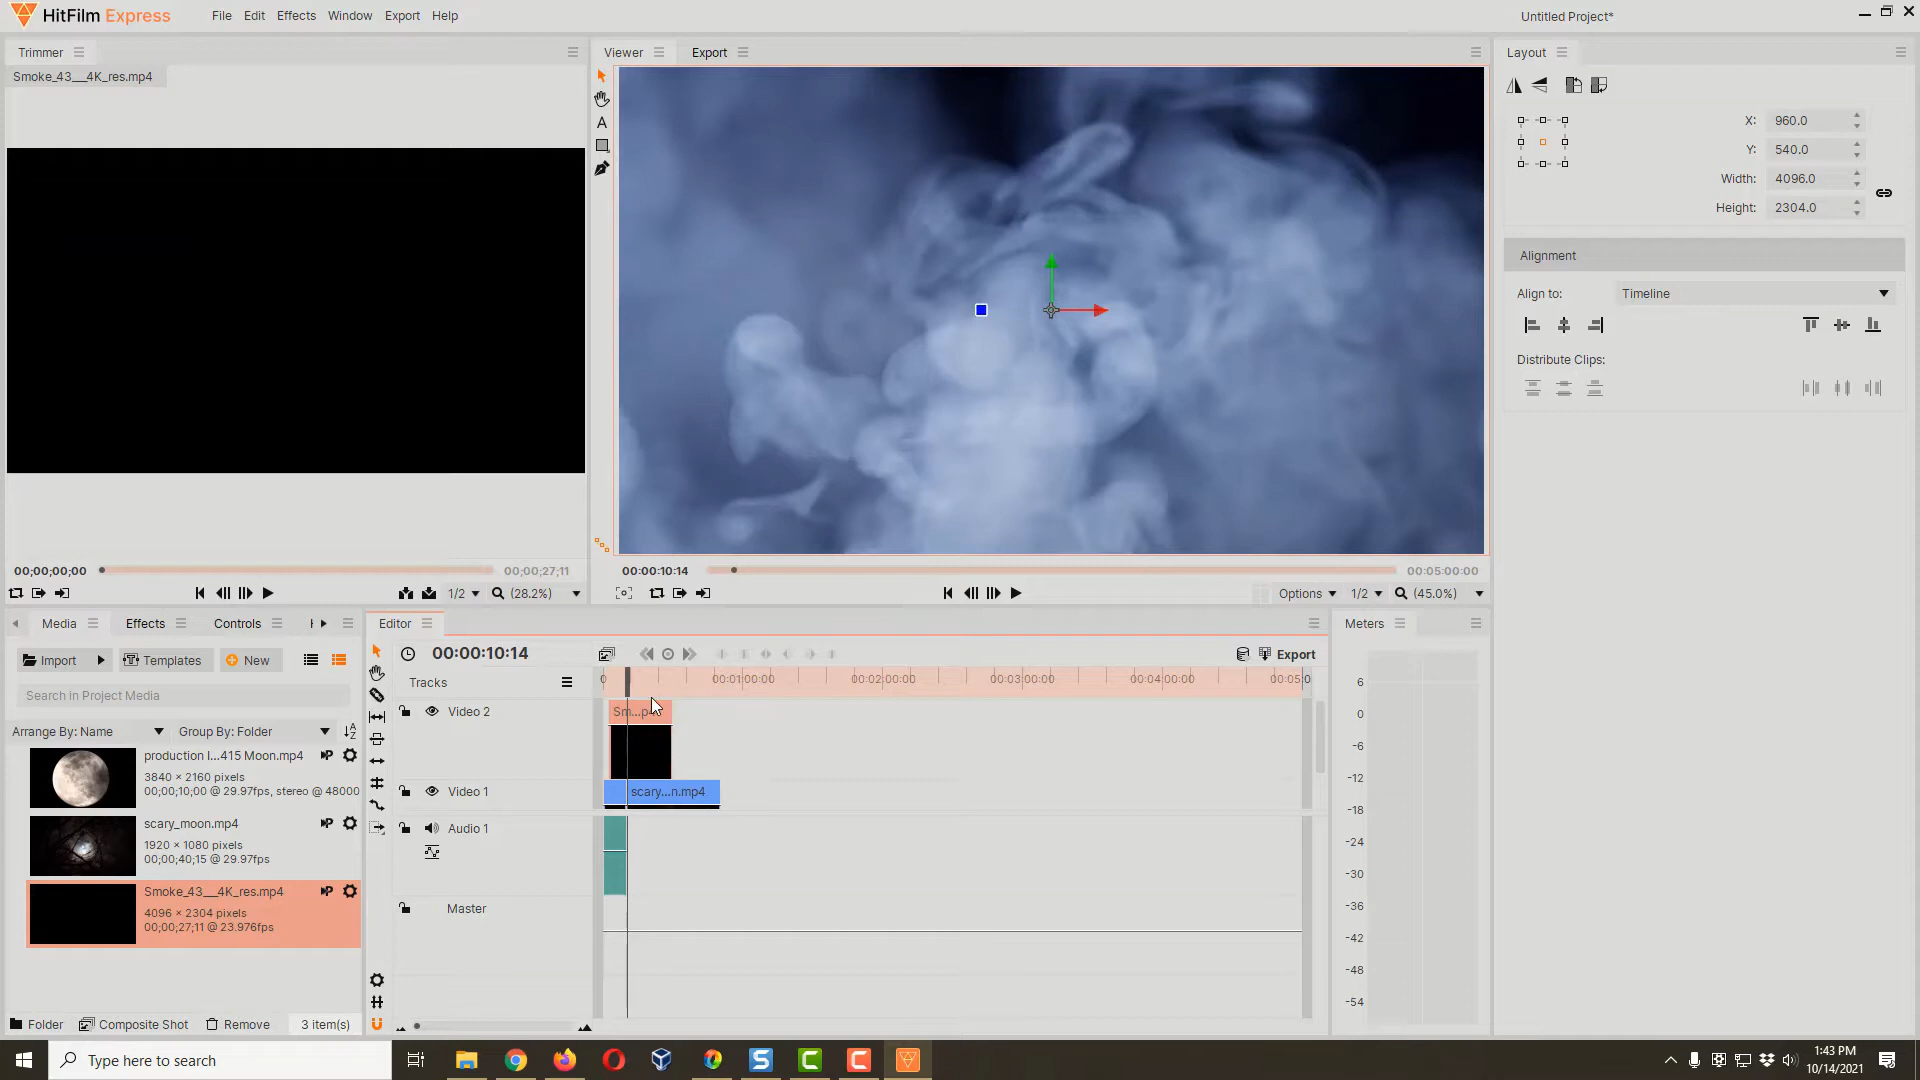 HitFilm Express
File Edit Effects Window Export Help
Untitled Project*
Trimmer
Smoke_43__4K_res.mp4
Viewer
Export
Layout
X: 960.0
Y: 540.0
Width: 4096.0
Height: 2304.0
Alignment
Align to: Timeline
Distribute Clips:
00;00;00;00
00;00;27;11
1/2
(28.2%)
00:00:10:14
00:05:00:00
Options
1/2
(45.0%)
Media
Effects
Controls
Import
Templates
New
Search in Project Media
Arrange By: Name
Group By: Folder
production I...415 Moon.mp4
3840 × 2160 pixels
00;00;10;00 @ 29.97fps, stereo @ 48000
scary_moon.mp4
1920 × 1080 pixels
00;00;40;15 @ 29.97fps
Smoke_43__4K_res.mp4
4096 × 2304 pixels
00;00;27;11 @ 23.976fps
Folder
Composite Shot
Remove
3 item(s)
Editor
00:00:10:14
Export
Tracks
0
00:01:00:00
00:02:00:00
00:03:00:00
00:04:00:00
00:05:0
Video 2
Video 1
scary...n.mp4
Audio 1
Master
Meters
6
0
-6
-12
-18
-24
-30
-36
-42
-48
-54
Type here to search
1:43 PM
10/14/2021